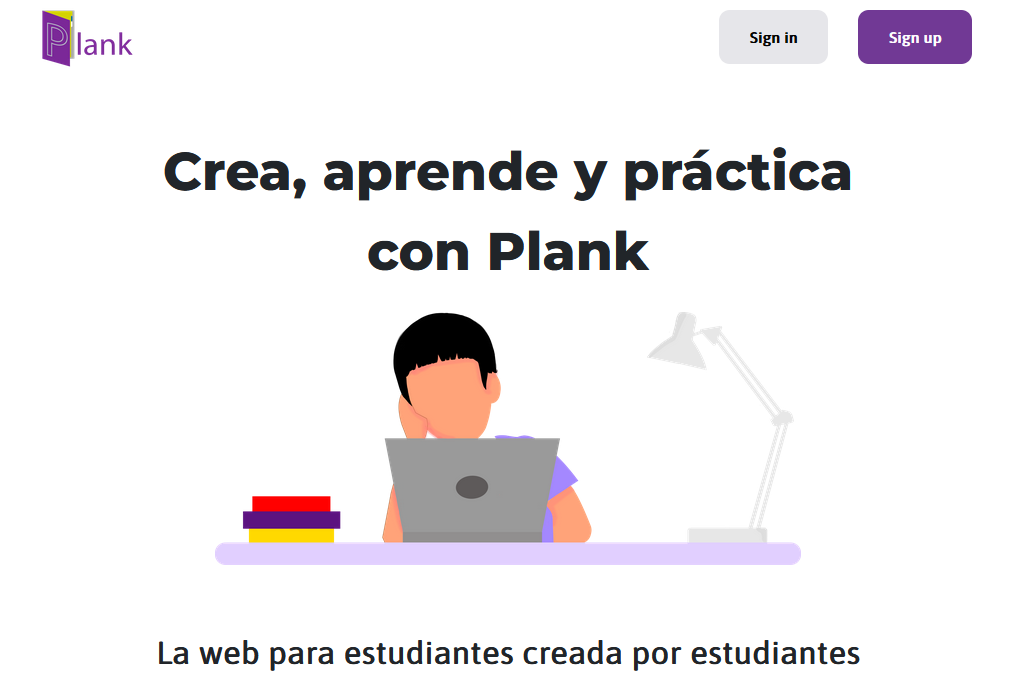 Plank
Sign in
Sign up
Crea, aprende y práctica
con Plank
La web para estudiantes creada por estudiantes